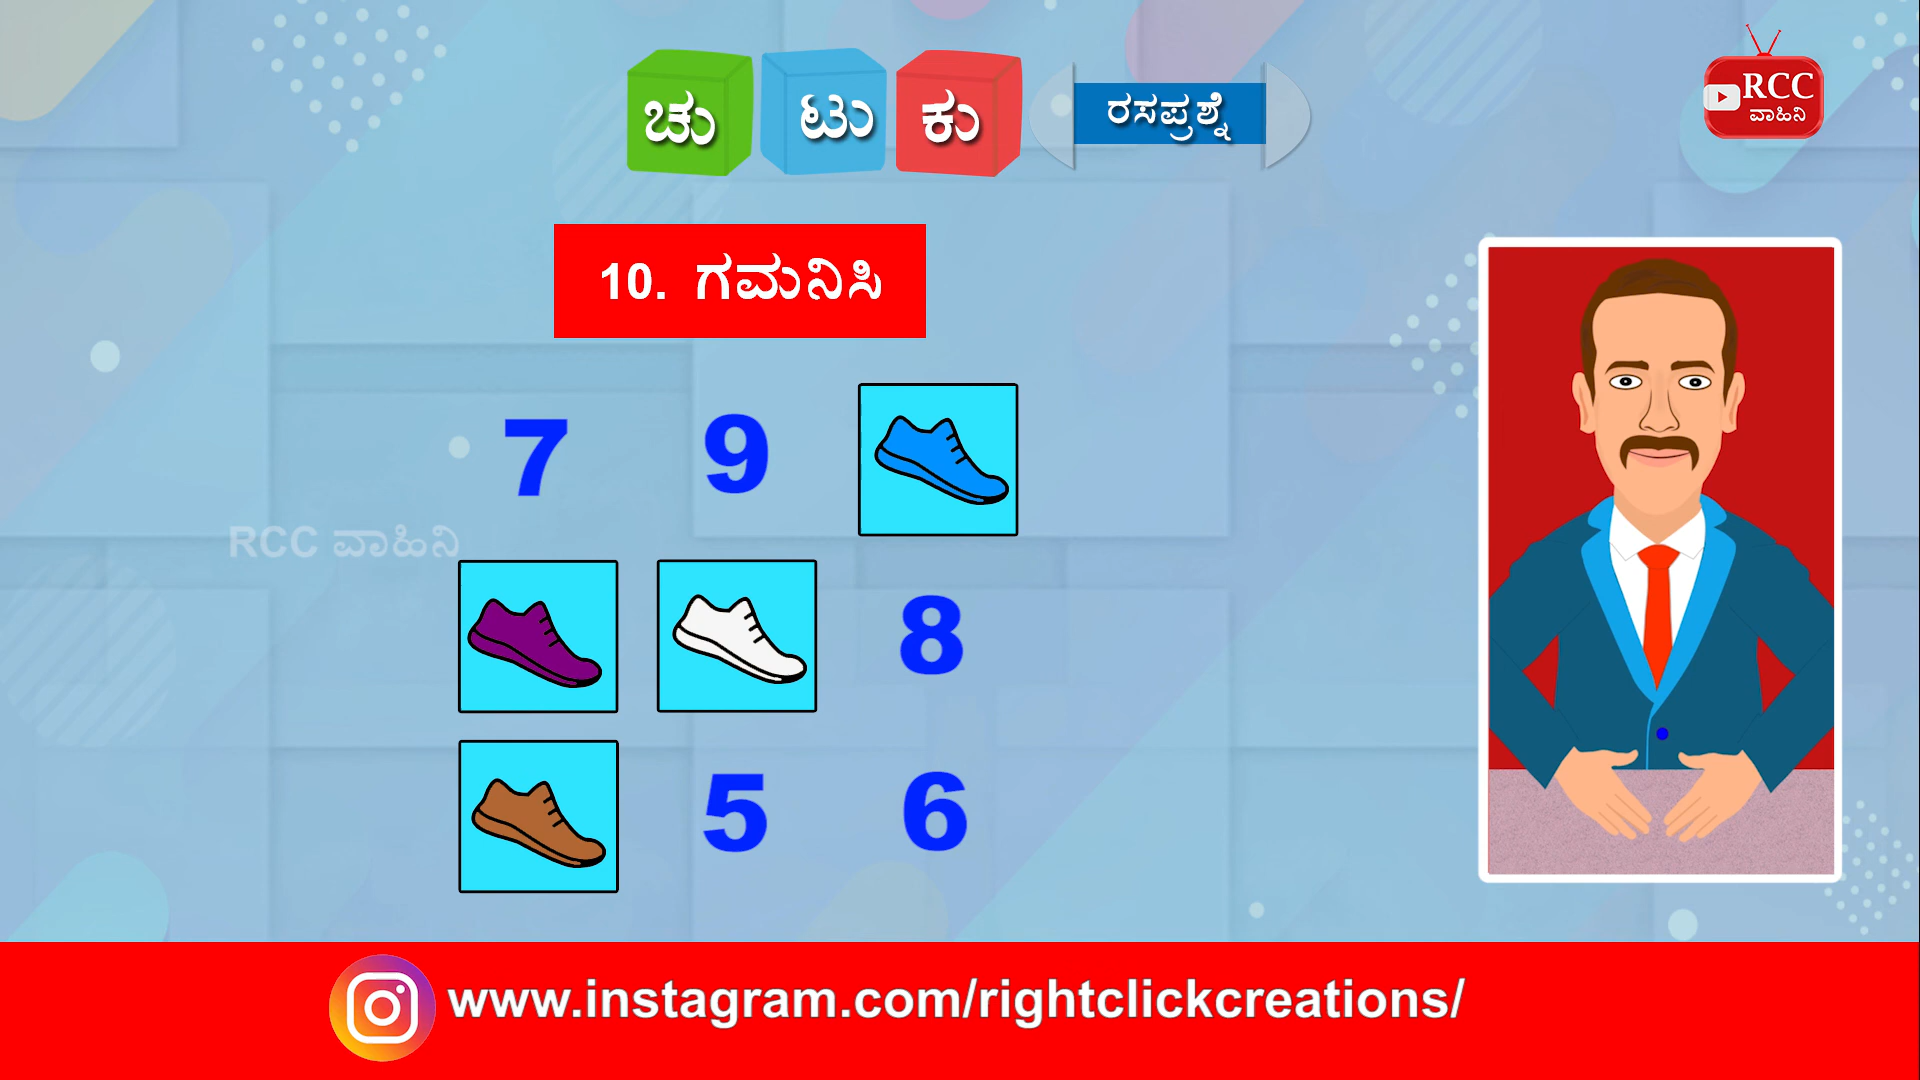 ಚು ಟು ಕು ರಸಪ್ರಶ್ನೆ
RCC
ವಾಹಿನಿ
10. ಗಮನಿಸಿ
7 9
RCC ವಾಹಿನಿ
8
5 6
www.instagram.com/rightclickcreations/